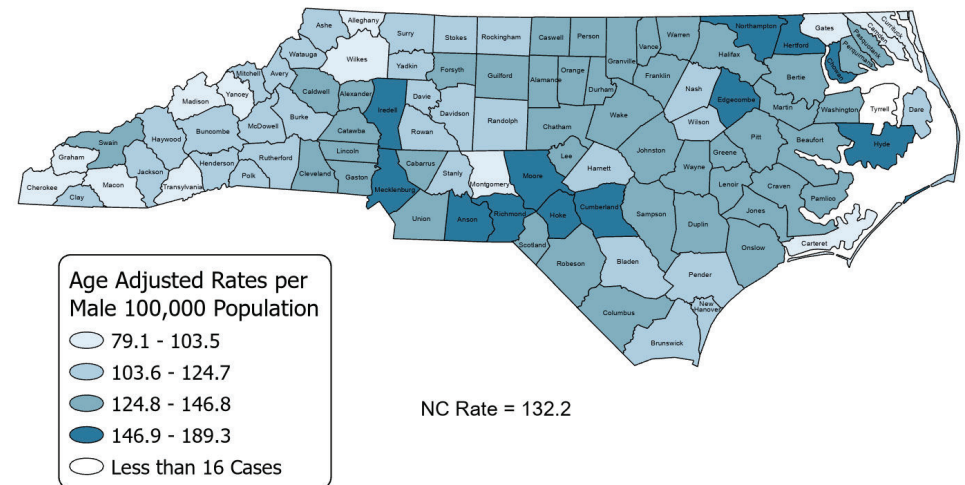 Ashe
Alleghany
Surry
Stokes
Rockingham
Caswell
Person
Granville
Vance
Warren
Northampton
Hertford
Gates
Currituck
Camden
Pasquotank
Perquimans
Chowan
Watauga
Wilkes
Yadkin
Forsyth
Guilford
Alamance
Orange
Durham
Franklin
Halifax
Bertie
Mitchell
Avery
Caldwell
Alexander
Iredell
Davie
Davidson
Randolph
Chatham
Wake
Nash
Edgecombe
Martin
Washington
Tyrrell
Dare
Madison
Yancey
Burke
McDowell
Catawba
Rowan
Wilson
Pitt
Beaufort
Hyde
Swain
Haywood
Buncombe
Rutherford
Lincoln
Cabarrus
Stanly
Montgomery
Moore
Lee
Harnett
Johnston
Wayne
Greene
Graham
Cherokee
Clay
Macon
Jackson
Transylvania
Henderson
Polk
Cleveland
Gaston
Mecklenburg
Union
Anson
Richmond
Hoke
Cumberland
Sampson
Duplin
Lenoir
Craven
Pamlico
Jones
Onslow
Carteret
Scotland
Robeson
Bladen
Pender
New
Hanover
Columbus
Brunswick
Age Adjusted Rates per
Male 100,000 Population
79.1 - 103.5
103.6 - 124.7
124.8 - 146.8
146.9 - 189.3
Less than 16 Cases
NC Rate = 132.2